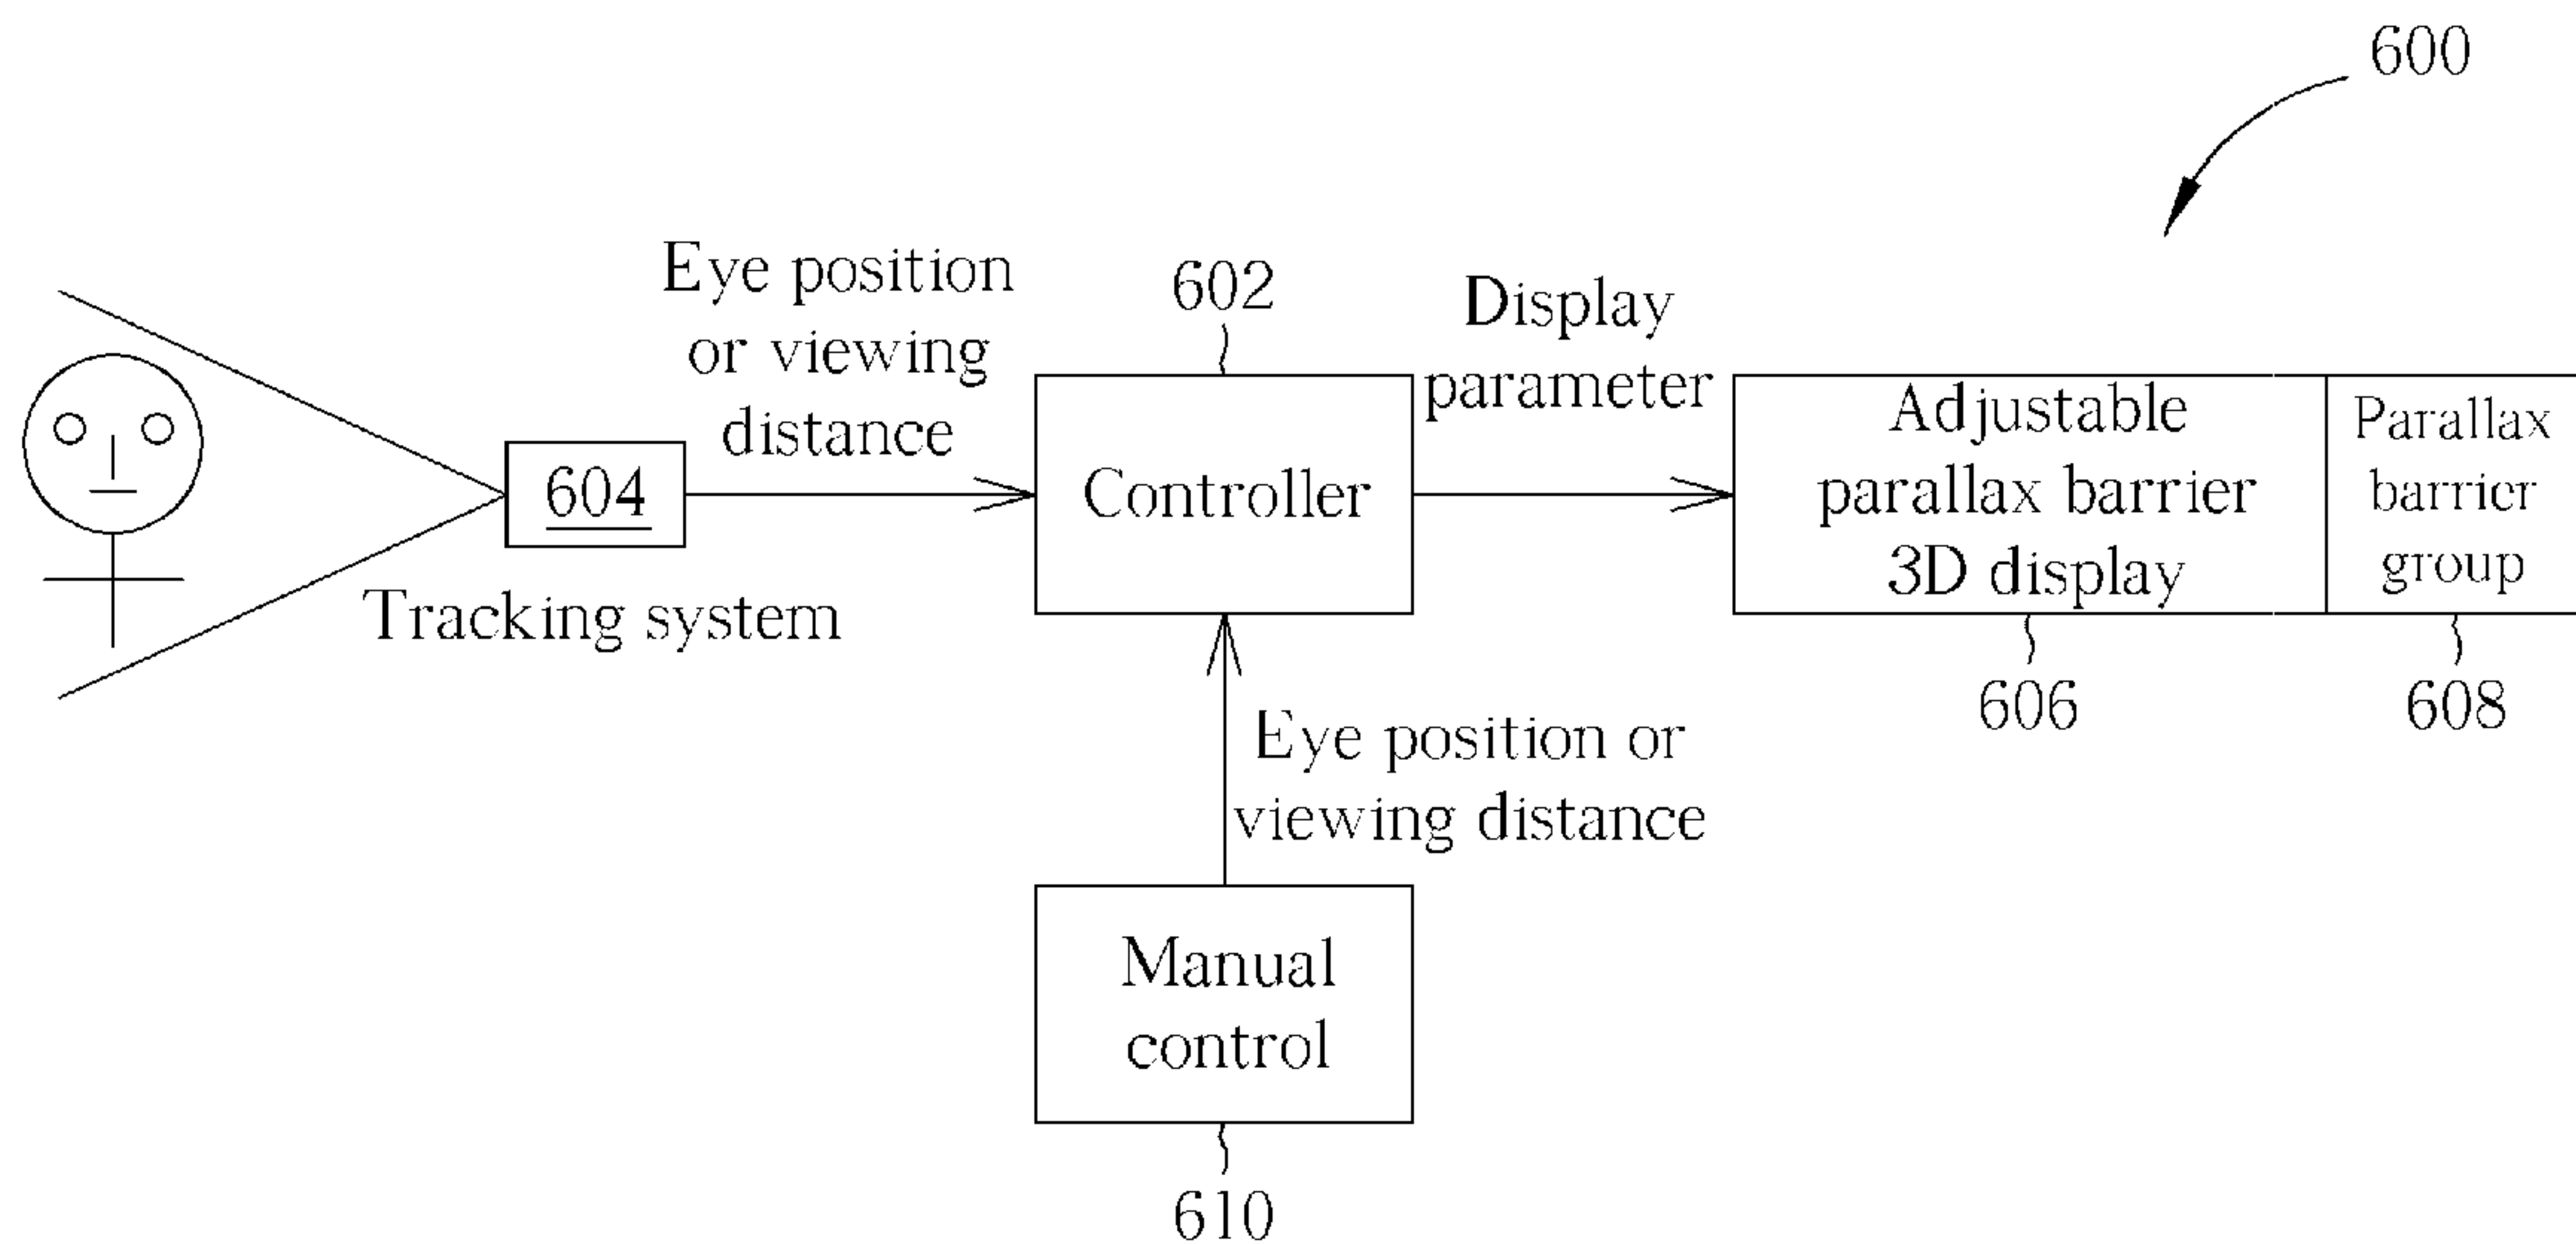 600
Eye position
or viewing
distance
602
Display
parameter
604
Tracking system
Controller
Adjustable
parallax barrier
3D display
Parallax
barrier
group
606
608
Eye position or
viewing distance
Manual
control
610